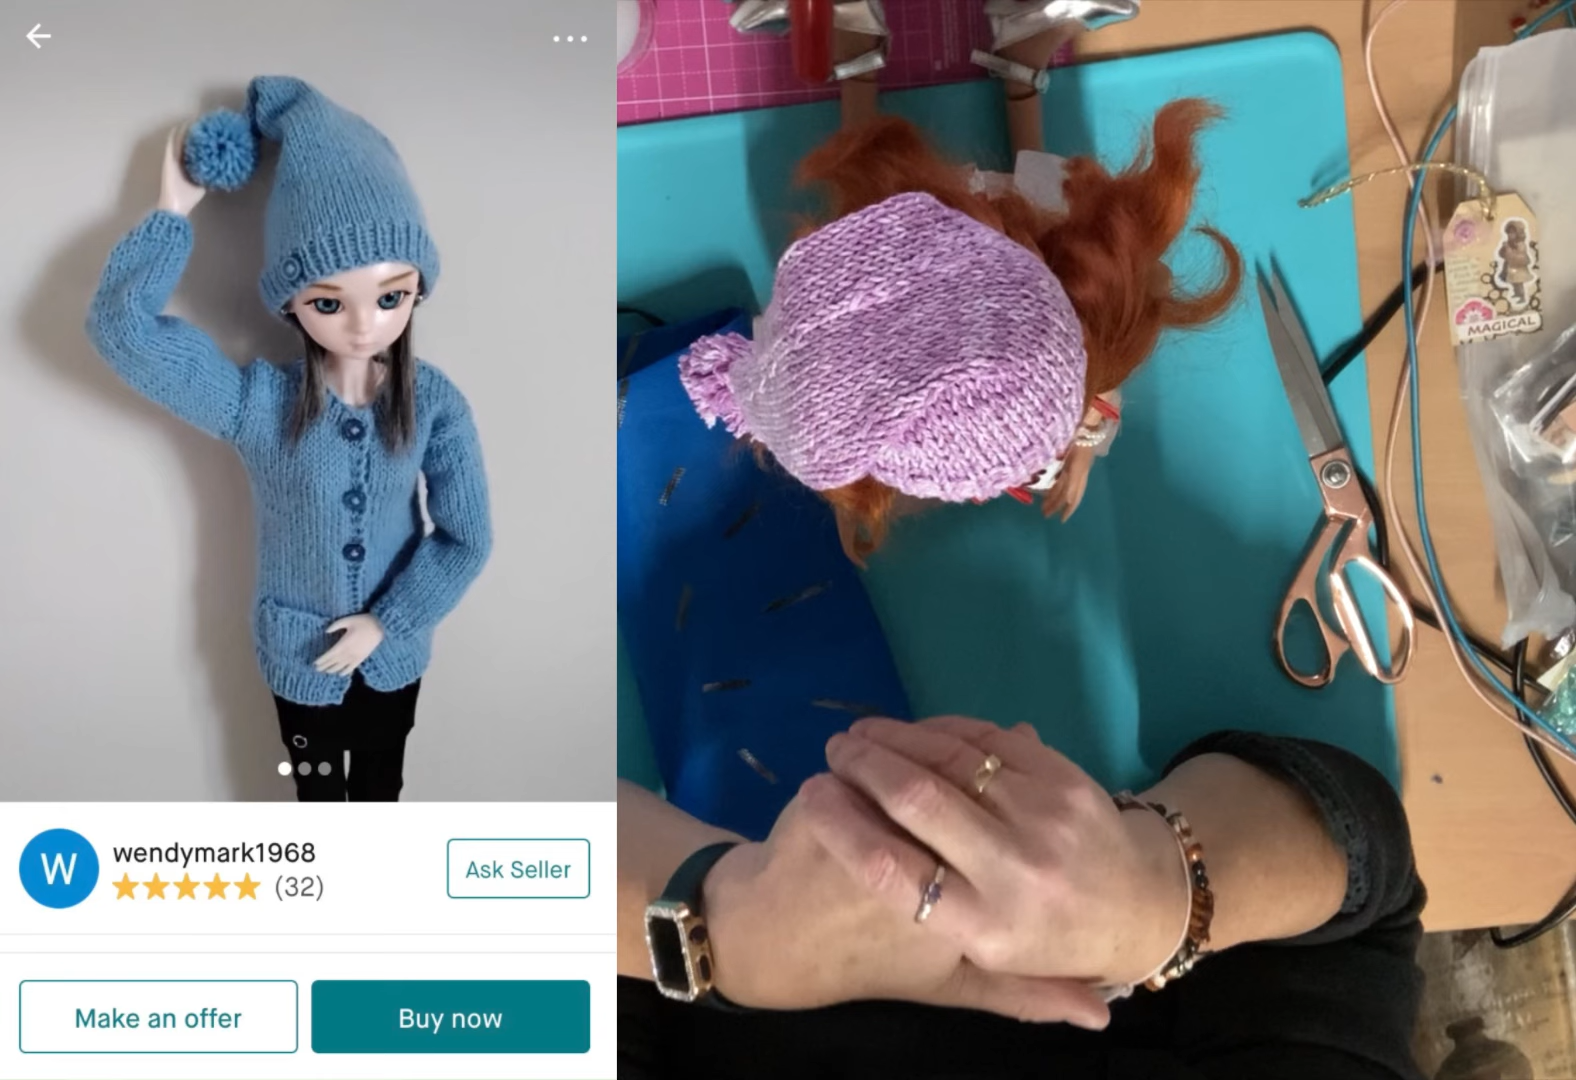 W
wendymark1968
(32)
Ask Seller
Make an offer
Buy now
MAGICAL